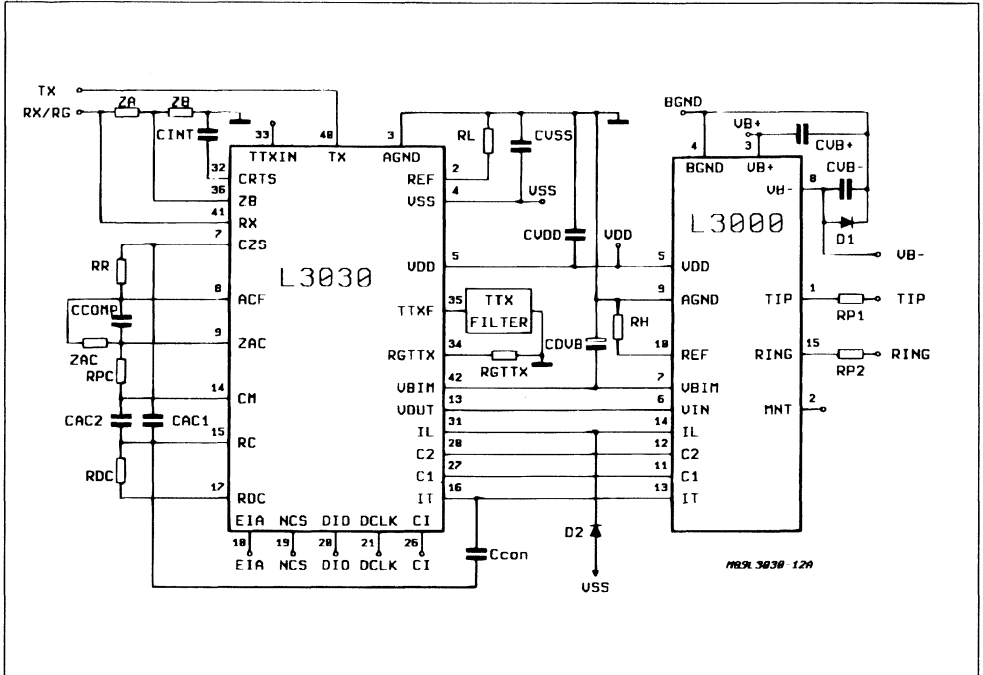 TX
RX/RG
ZA
ZB
CINT
33
40
3
TTXIN
TX
AGND
32
CRTS
36
ZB
41
RX
7
CZS
RR
8
ACF
CCOMP
9
ZAC
ZAC
RPC
14
CM
CAC2
CAC1
15
RC
RDC
17
RDC
L3030
REF
2
VSS
4
VDD
5
TTXF
35
RGTTX
34
VBIM
42
VOUT
13
IL
31
C2
28
C1
27
IT
16
EIA
NCS
DIO
DCLK
CI
18
19
20
21
26
EIA
NCS
DIO
DCLK
CI
RL
CVSS
VSS
CVDD
VDD
TTX
FILTER
RGTTX
CDVB
RH
D2
VSS
Ccon
BGND
VB+
CVB+
4
3
BGND
VB+
8
VB-
CVB-
D1
VB-
L3000
5
VDD
9
AGND
10
REF
7
VBIM
6
VIN
14
IL
12
C2
11
C1
13
IT
TIP
1
RP1
TIP
RING
15
RP2
RING
MNT
2
M89L3030-12A